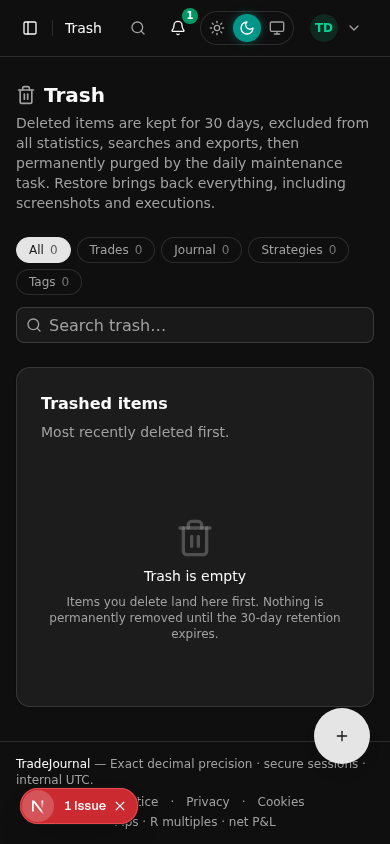 Trash
1
TD
Trash
Deleted items are kept for 30 days, excluded from
all statistics, searches and exports, then
permanently purged by the daily maintenance
task. Restore brings back everything, including
screenshots and executions.
All 0
Trades 0
Journal 0
Strategies 0
Tags 0
Search trash...
Trashed items
Most recently deleted first.
Trash is empty
Items you delete land here first. Nothing is
permanently removed until the 30-day retention
expires.
TradeJournal — Exact decimal precision · secure sessions ·
internal UTC.
· Privacy · Cookies
· R multiples · net P&L
N 1 Issue